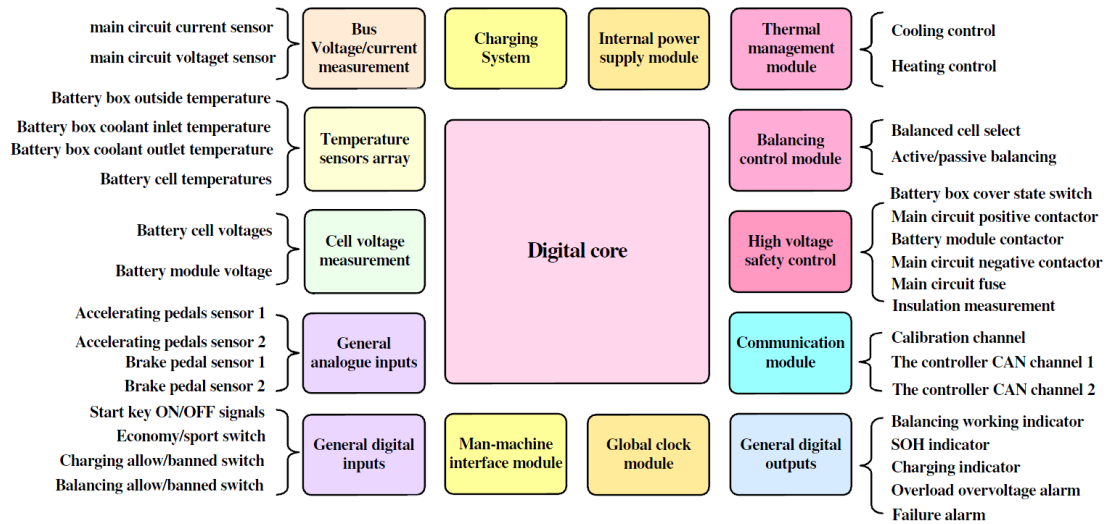 main circuit current sensor
main circuit voltaget sensor
Bus
Voltage/current
measurement
Charging
System
Internal power
supply module
Thermal
management
module
Cooling control
Heating control
Battery box outside temperature
Battery box coolant inlet temperature
Battery box coolant outlet temperature
Battery cell temperatures
Temperature
sensors array
Balancing
control module
Balanced cell select
Active/passive balancing
Battery cell voltages
Battery module voltage
Cell voltage
measurement
Digital core
High voltage
safety control
Battery box cover state switch
Main circuit positive contactor
Battery module contactor
Main circuit negative contactor
Main circuit fuse
Insulation measurement
Accelerating pedals sensor 1
Accelerating pedals sensor 2
Brake pedal sensor 1
Brake pedal sensor 2
General
analogue inputs
Communication
module
Calibration channel
The controller CAN channel 1
The controller CAN channel 2
Start key ON/OFF signals
Economy/sport switch
Charging allow/banned switch
Balancing allow/banned switch
General digital
inputs
Man-machine
interface module
Global clock
module
General digital
outputs
Balancing working indicator
SOH indicator
Charging indicator
Overload overvoltage alarm
Failure alarm